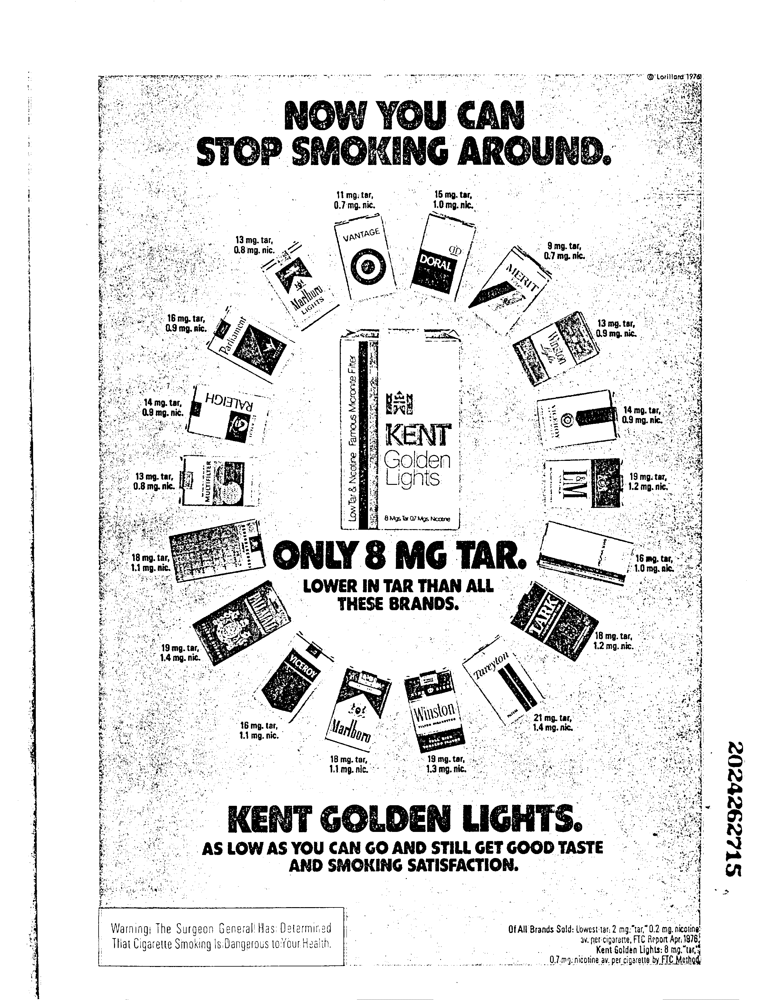 © Lorillard 1976
NOW YOU CAN
STOP SMOKING AROUND.
11 mg. tar,
0.7 mg. nic.
VANTAGE
15 mg. tar,
1.0 mg. nic.
DORAL
13 mg. tar,
0.8 mg. nic.
Marlboro
LIGHTS
9 mg. tar,
0.7 mg. nic.
MERIT
16 mg. tar,
0.9 mg. nic.
Parliament
13 mg. tar,
0.9 mg. nic.
Winston
Lights
14 mg. tar,
0.9 mg. nic.
RALEIGH
14 mg. tar,
0.9 mg. nic.
13 mg. tar,
0.8 mg. nic.
MULTIFILTER
19 mg. tar,
1.2 mg. nic.
L&M
Low Tar & Nicotine Famous Micronite Filter
KENT
Golden
Lights
8 Mgs. Tar 0.7 Mgs. Nicotine
18 mg. tar,
1.1 mg. nic.
16 mg. tar,
1.0 mg. nic.
ONLY 8 MG TAR.
LOWER IN TAR THAN ALL
THESE BRANDS.
19 mg. tar,
1.4 mg. nic.
18 mg. tar,
1.2 mg. nic.
LARK
16 mg. tar,
1.1 mg. nic.
VICEROY
18 mg. tar,
1.1 mg. nic.
Marlboro
19 mg. tar,
1.3 mg. nic.
Winston
21 mg. tar,
1.4 mg. nic.
Tareyton
KENT GOLDEN LIGHTS.
AS LOW AS YOU CAN GO AND STILL GET GOOD TASTE
AND SMOKING SATISFACTION.
Warning: The Surgeon General Has Determined
That Cigarette Smoking Is Dangerous to Your Health.
Of All Brands Sold: Lowest tar: 2 mg. "tar," 0.2 mg. nicotine
av. per cigarette, FTC Report Apr. 1976.
Kent Golden Lights: 8 mg. "tar,"
0.7 mg. nicotine av. per cigarette by FTC Method.
2024262715